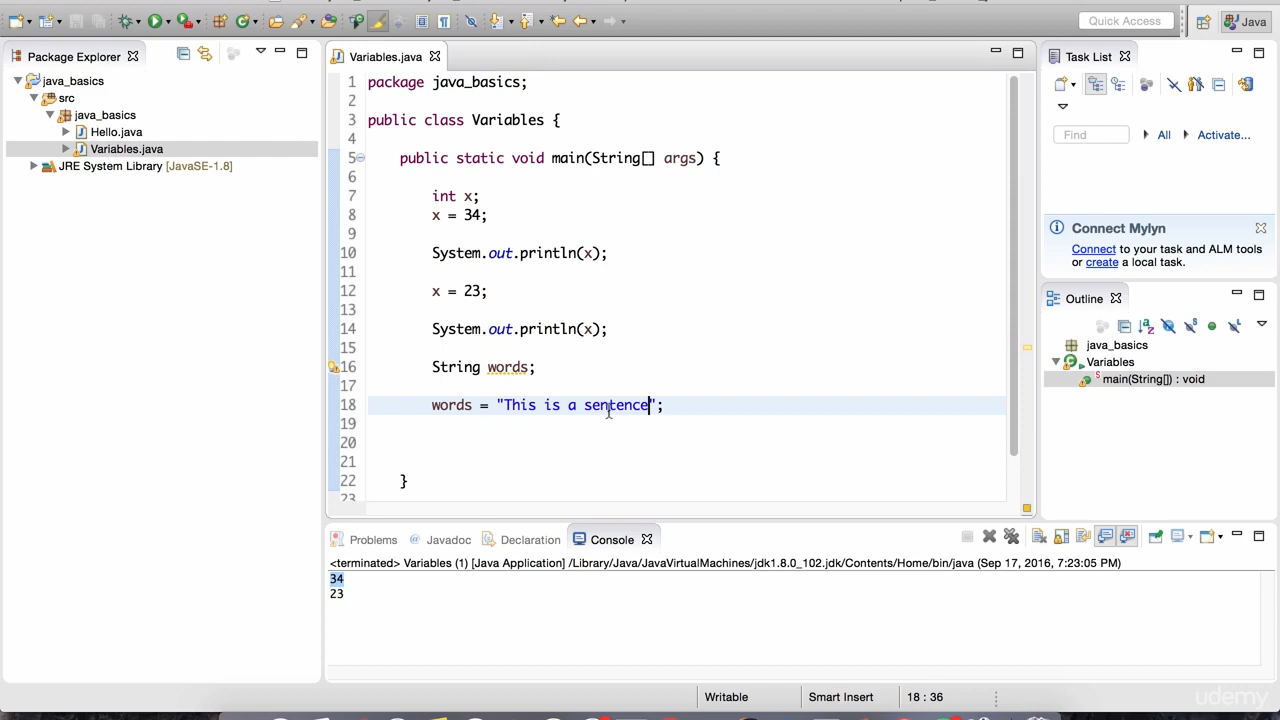 Quick Access
Java
Package Explorer
java_basics
src
java_basics
Hello.java
Variables.java
JRE System Library [JavaSE-1.8]
Variables.java
1 package java_basics;
2
3 public class Variables {
4
5 public static void main(String[] args) {
6
7 int x;
8 x = 34;
9
10 System.out.println(x);
11
12 x = 23;
13
14 System.out.println(x);
15
16 String words;
17
18 words = "This is a sentence";
19
20
21
22 }
23
Task List
Find
All
Activate...
Connect Mylyn
Connect to your task and ALM tools
or create a local task.
Outline
java_basics
Variables
main(String[]) : void
Problems
Javadoc
Declaration
Console
<terminated> Variables (1) [Java Application] /Library/Java/JavaVirtualMachines/jdk1.8.0_102.jdk/Contents/Home/bin/java (Sep 17, 2016, 7:23:05 PM)
34
23
Writable
Smart Insert
18 : 36
udemy